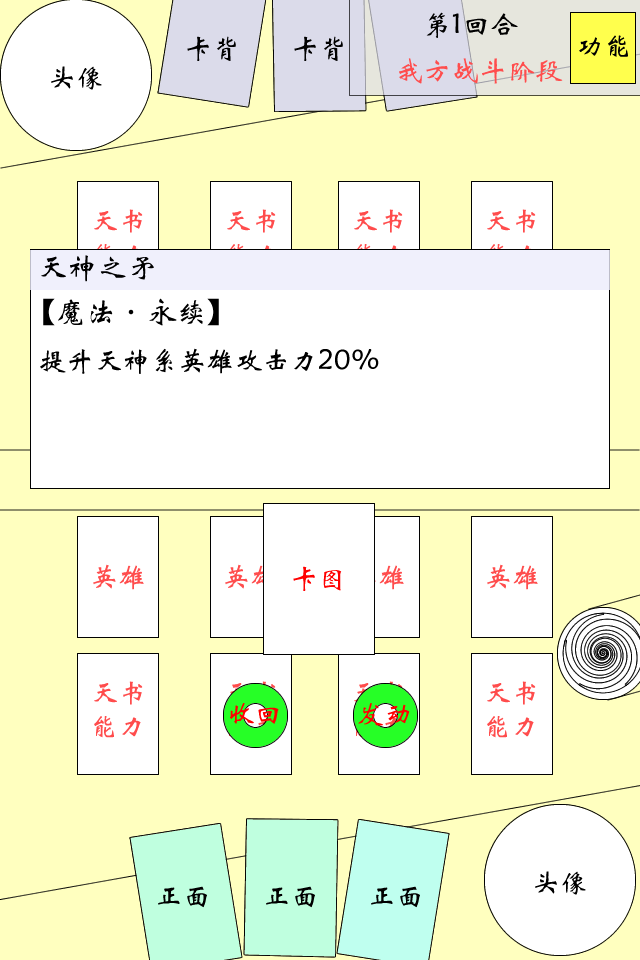 第1回合
功能
卡背
卡背
头像
我方战斗阶段
天书
天书
天书
天书
天神之矛
【魔法·永续】
提升天神系英雄攻击力20%
英雄
英雄
卡图
雄
英雄
天书
能力
收回
发动
天书
能力
正面
正面
正面
头像